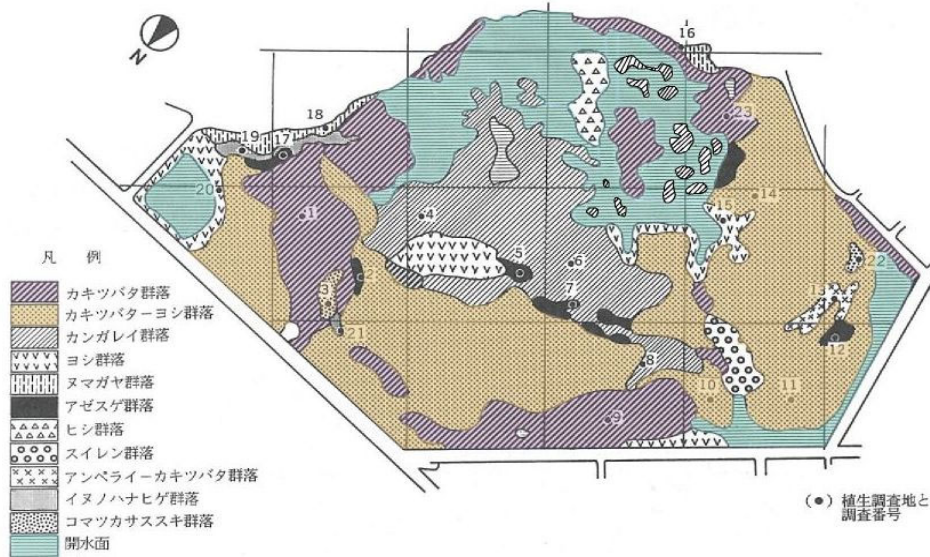 N
16
18
19
17
23
20
14
1
4
15
5
6
22
2
3
7
13
21
12
8
10
11
9
凡 例
カキツバタ群落
カキツバターヨシ群落
カンガレイ群落
ヨシ群落
ヌマガヤ群落
アゼスゲ群落
ヒシ群落
スイレン群落
アンペライーカキツバタ群落
イヌノハナヒゲ群落
コマツカサススキ群落
開水面
(●) 植生調査地と
調査番号